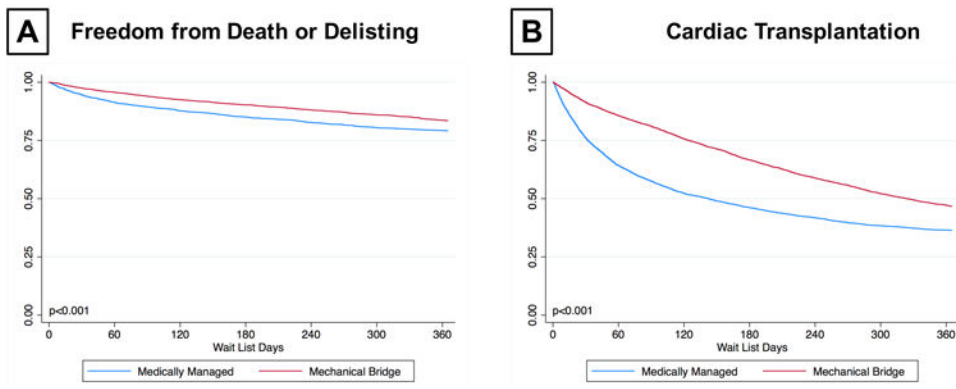 A Freedom from Death or Delisting
1.00
0.75
0.50
0.25
0.00
p<0.001
0 60 120 180 240 300 360
Wait List Days
Medically Managed Mechanical Bridge
B Cardiac Transplantation
1.00
0.75
0.50
0.25
0.00
p<0.001
0 60 120 180 240 300 360
Wait List Days
Medically Managed Mechanical Bridge